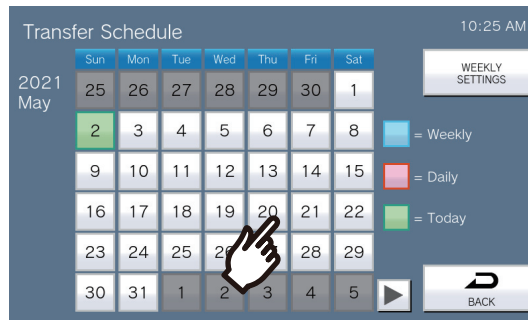 Transfer Schedule
10:25 AM
Sun Mon Tue Wed Thu Fri Sat
WEEKLY
SETTINGS
2021
May
25 26 27 28 29 30 1
2 3 4 5 6 7 8
= Weekly
9 10 11 12 13 14 15
= Daily
16 17 18 19 20 21 22
= Today
23 24 25 28 29
30 31 1 2 3 4 5
BACK